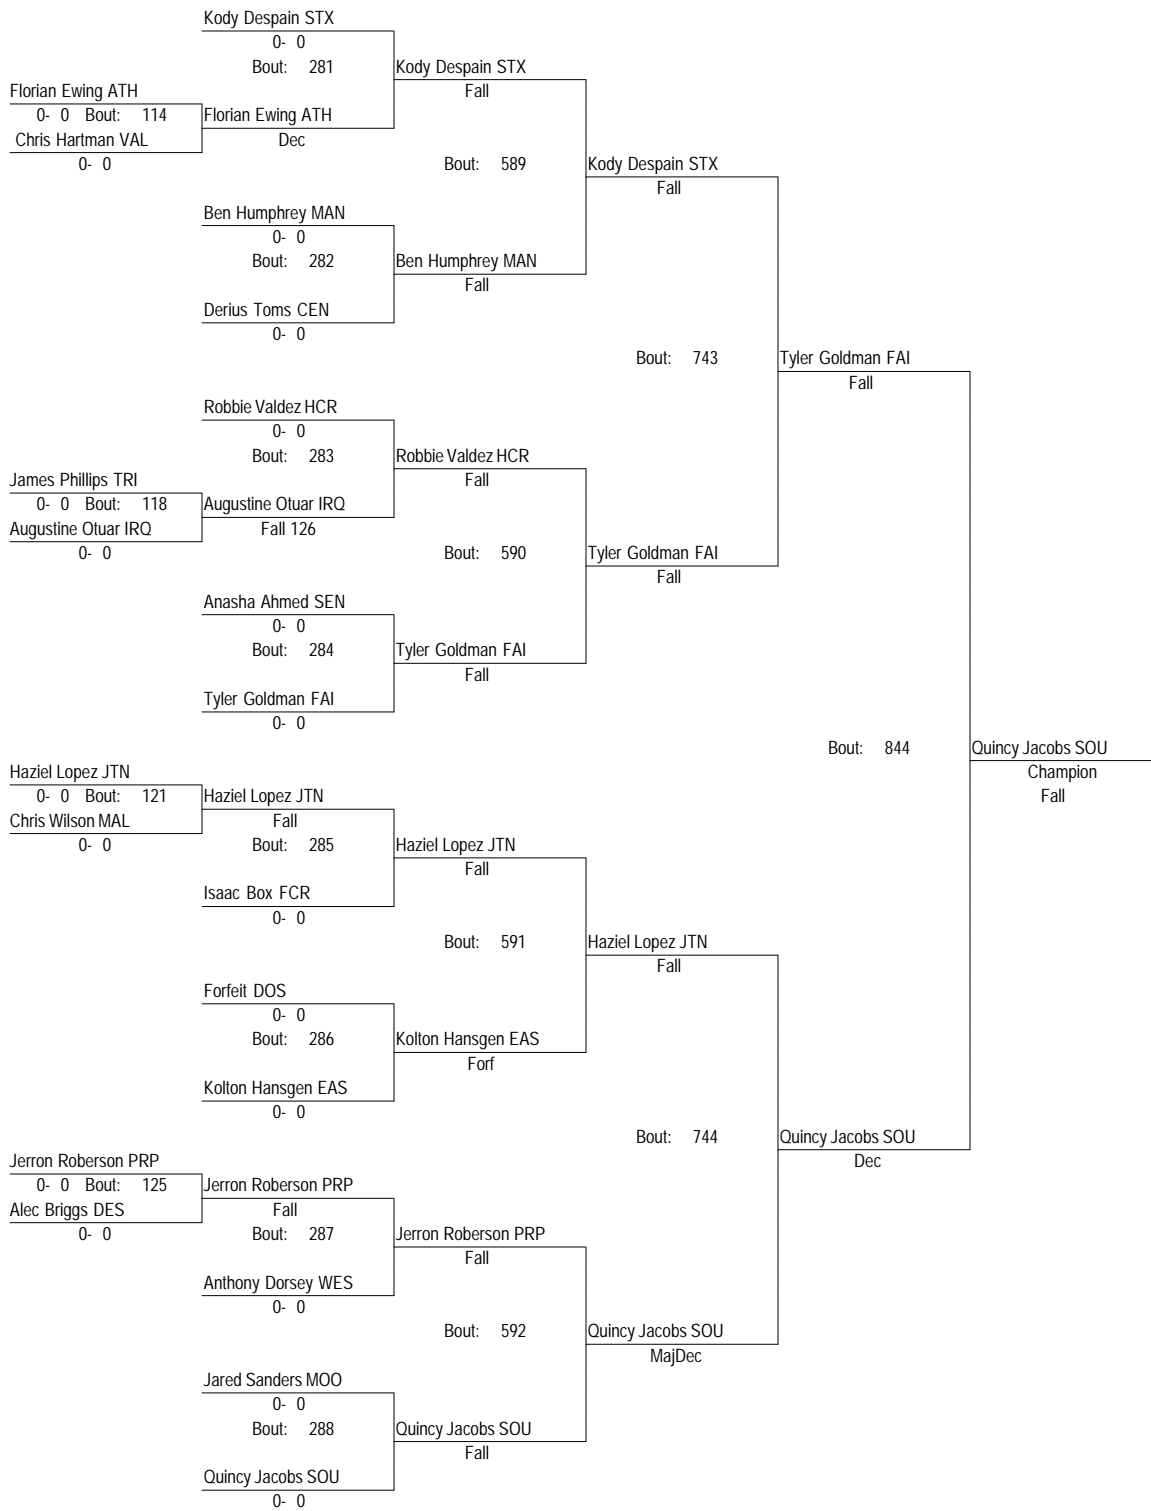 Kody Despain STX
0- 0
Bout: 281
Kody Despain STX
Fall
Florian Ewing ATH
0- 0 Bout: 114
Florian Ewing ATH
Dec
Chris Hartman VAL
0- 0
Bout: 589
Kody Despain STX
Fall
Ben Humphrey MAN
0- 0
Bout: 282
Ben Humphrey MAN
Fall
Derius Toms CEN
0- 0
Bout: 743
Tyler Goldman FAI
Fall
Robbie Valdez HCR
0- 0
Bout: 283
Robbie Valdez HCR
Fall
James Phillips TRI
0- 0 Bout: 118
Augustine Otuar IRQ
Fall 126
Augustine Otuar IRQ
0- 0
Bout: 590
Tyler Goldman FAI
Fall
Anasha Ahmed SEN
0- 0
Bout: 284
Tyler Goldman FAI
Fall
Tyler Goldman FAI
0- 0
Bout: 844
Quincy Jacobs SOU
Champion
Fall
Haziel Lopez JTN
0- 0 Bout: 121
Haziel Lopez JTN
Fall
Chris Wilson MAL
0- 0
Bout: 285
Haziel Lopez JTN
Fall
Isaac Box FCR
0- 0
Bout: 591
Haziel Lopez JTN
Fall
Forfeit DOS
0- 0
Bout: 286
Kolton Hansgen EAS
Forf
Kolton Hansgen EAS
0- 0
Bout: 744
Quincy Jacobs SOU
Dec
Jerron Roberson PRP
0- 0 Bout: 125
Jerron Roberson PRP
Fall
Alec Briggs DES
0- 0
Bout: 287
Jerron Roberson PRP
Fall
Anthony Dorsey WES
0- 0
Bout: 592
Quincy Jacobs SOU
MajDec
Jared Sanders MOO
0- 0
Bout: 288
Quincy Jacobs SOU
Fall
Quincy Jacobs SOU
0- 0